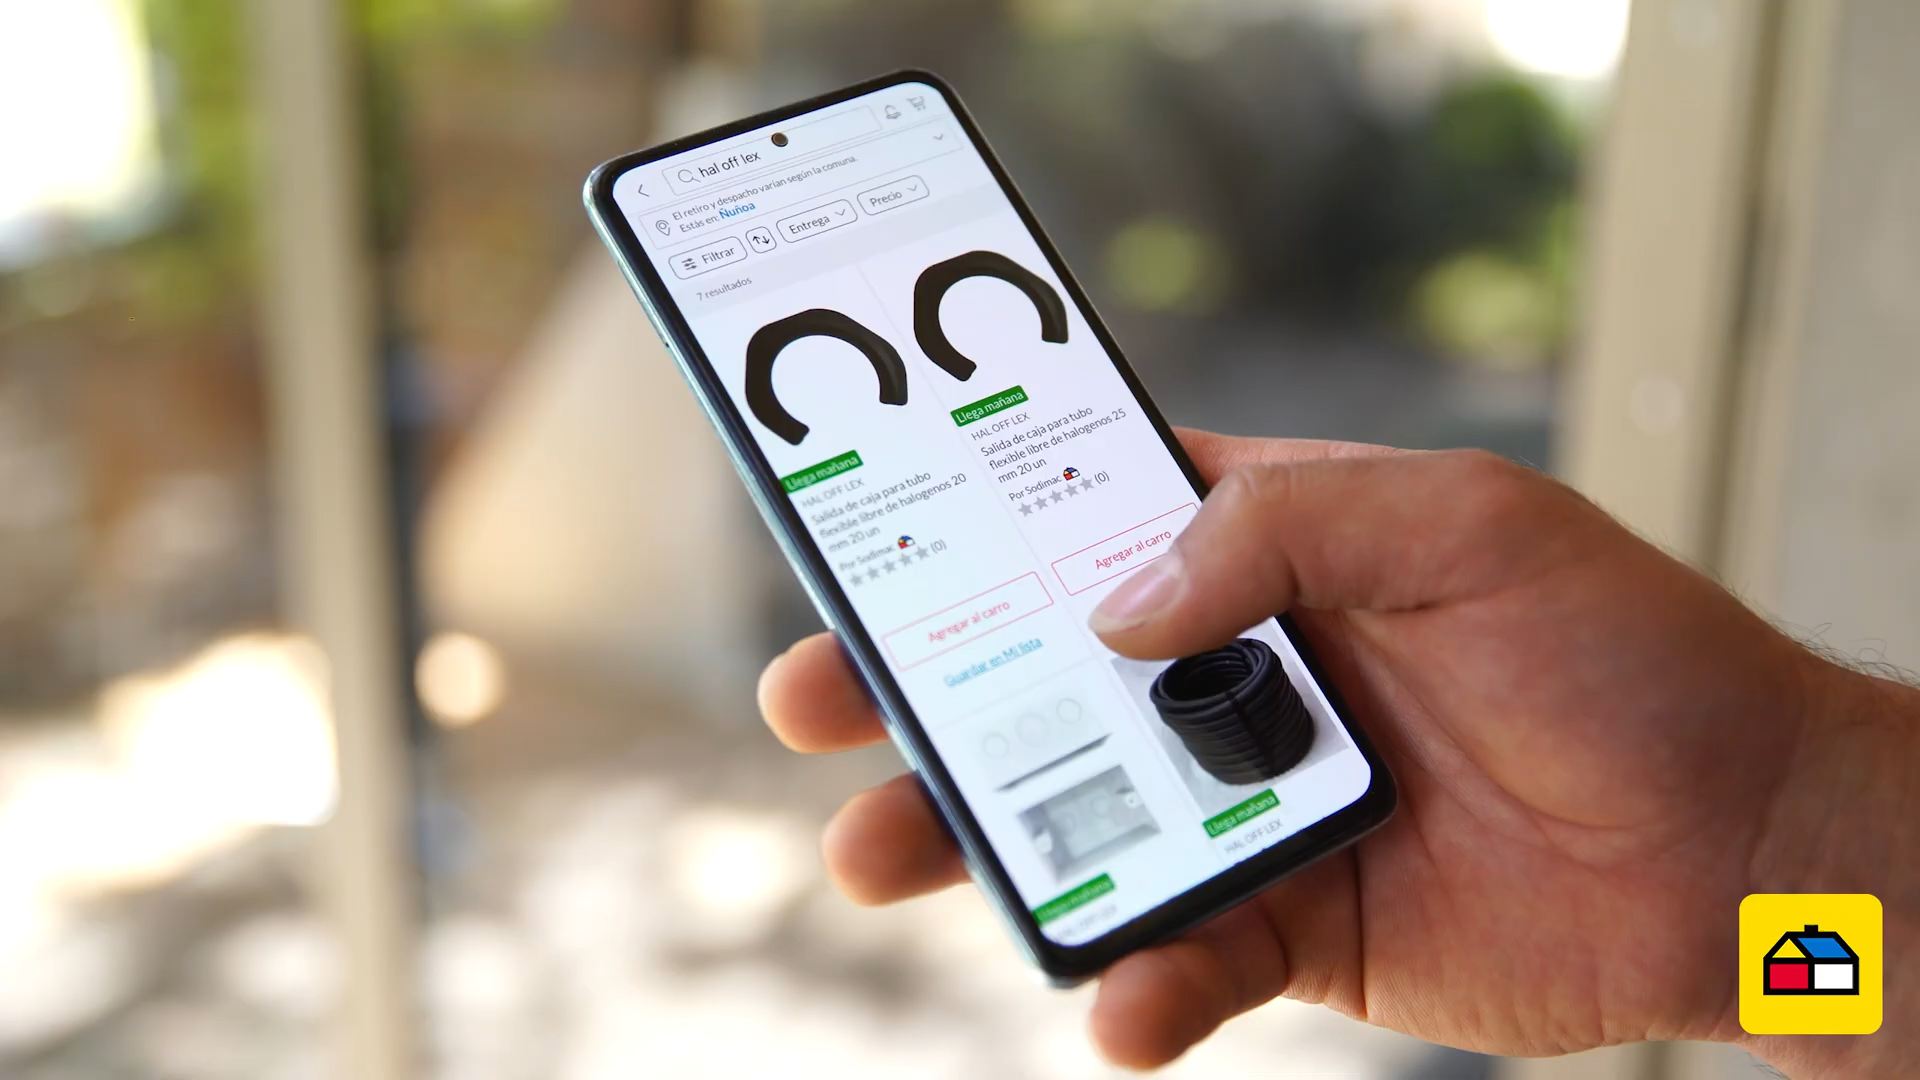 hal off lex
El retiro y despacho varían según la comuna.
Estás en: Ñuñoa
Filtrar
Entrega
Precio
7 resultados
Llega mañana
HAL OFF LEX
Salida de caja para tubo
flexible libre de halogenos 20
mm 20 un
Por Sodimac
(0)
Agregar al carro
Guardar en Mi lista
Llega mañana
HAL OFF LEX
Salida de caja para tubo
flexible libre de halogenos 25
mm 20 un
Por Sodimac
(0)
Agregar al carro
Llega mañana
Llega mañana
HAL OFF LEX